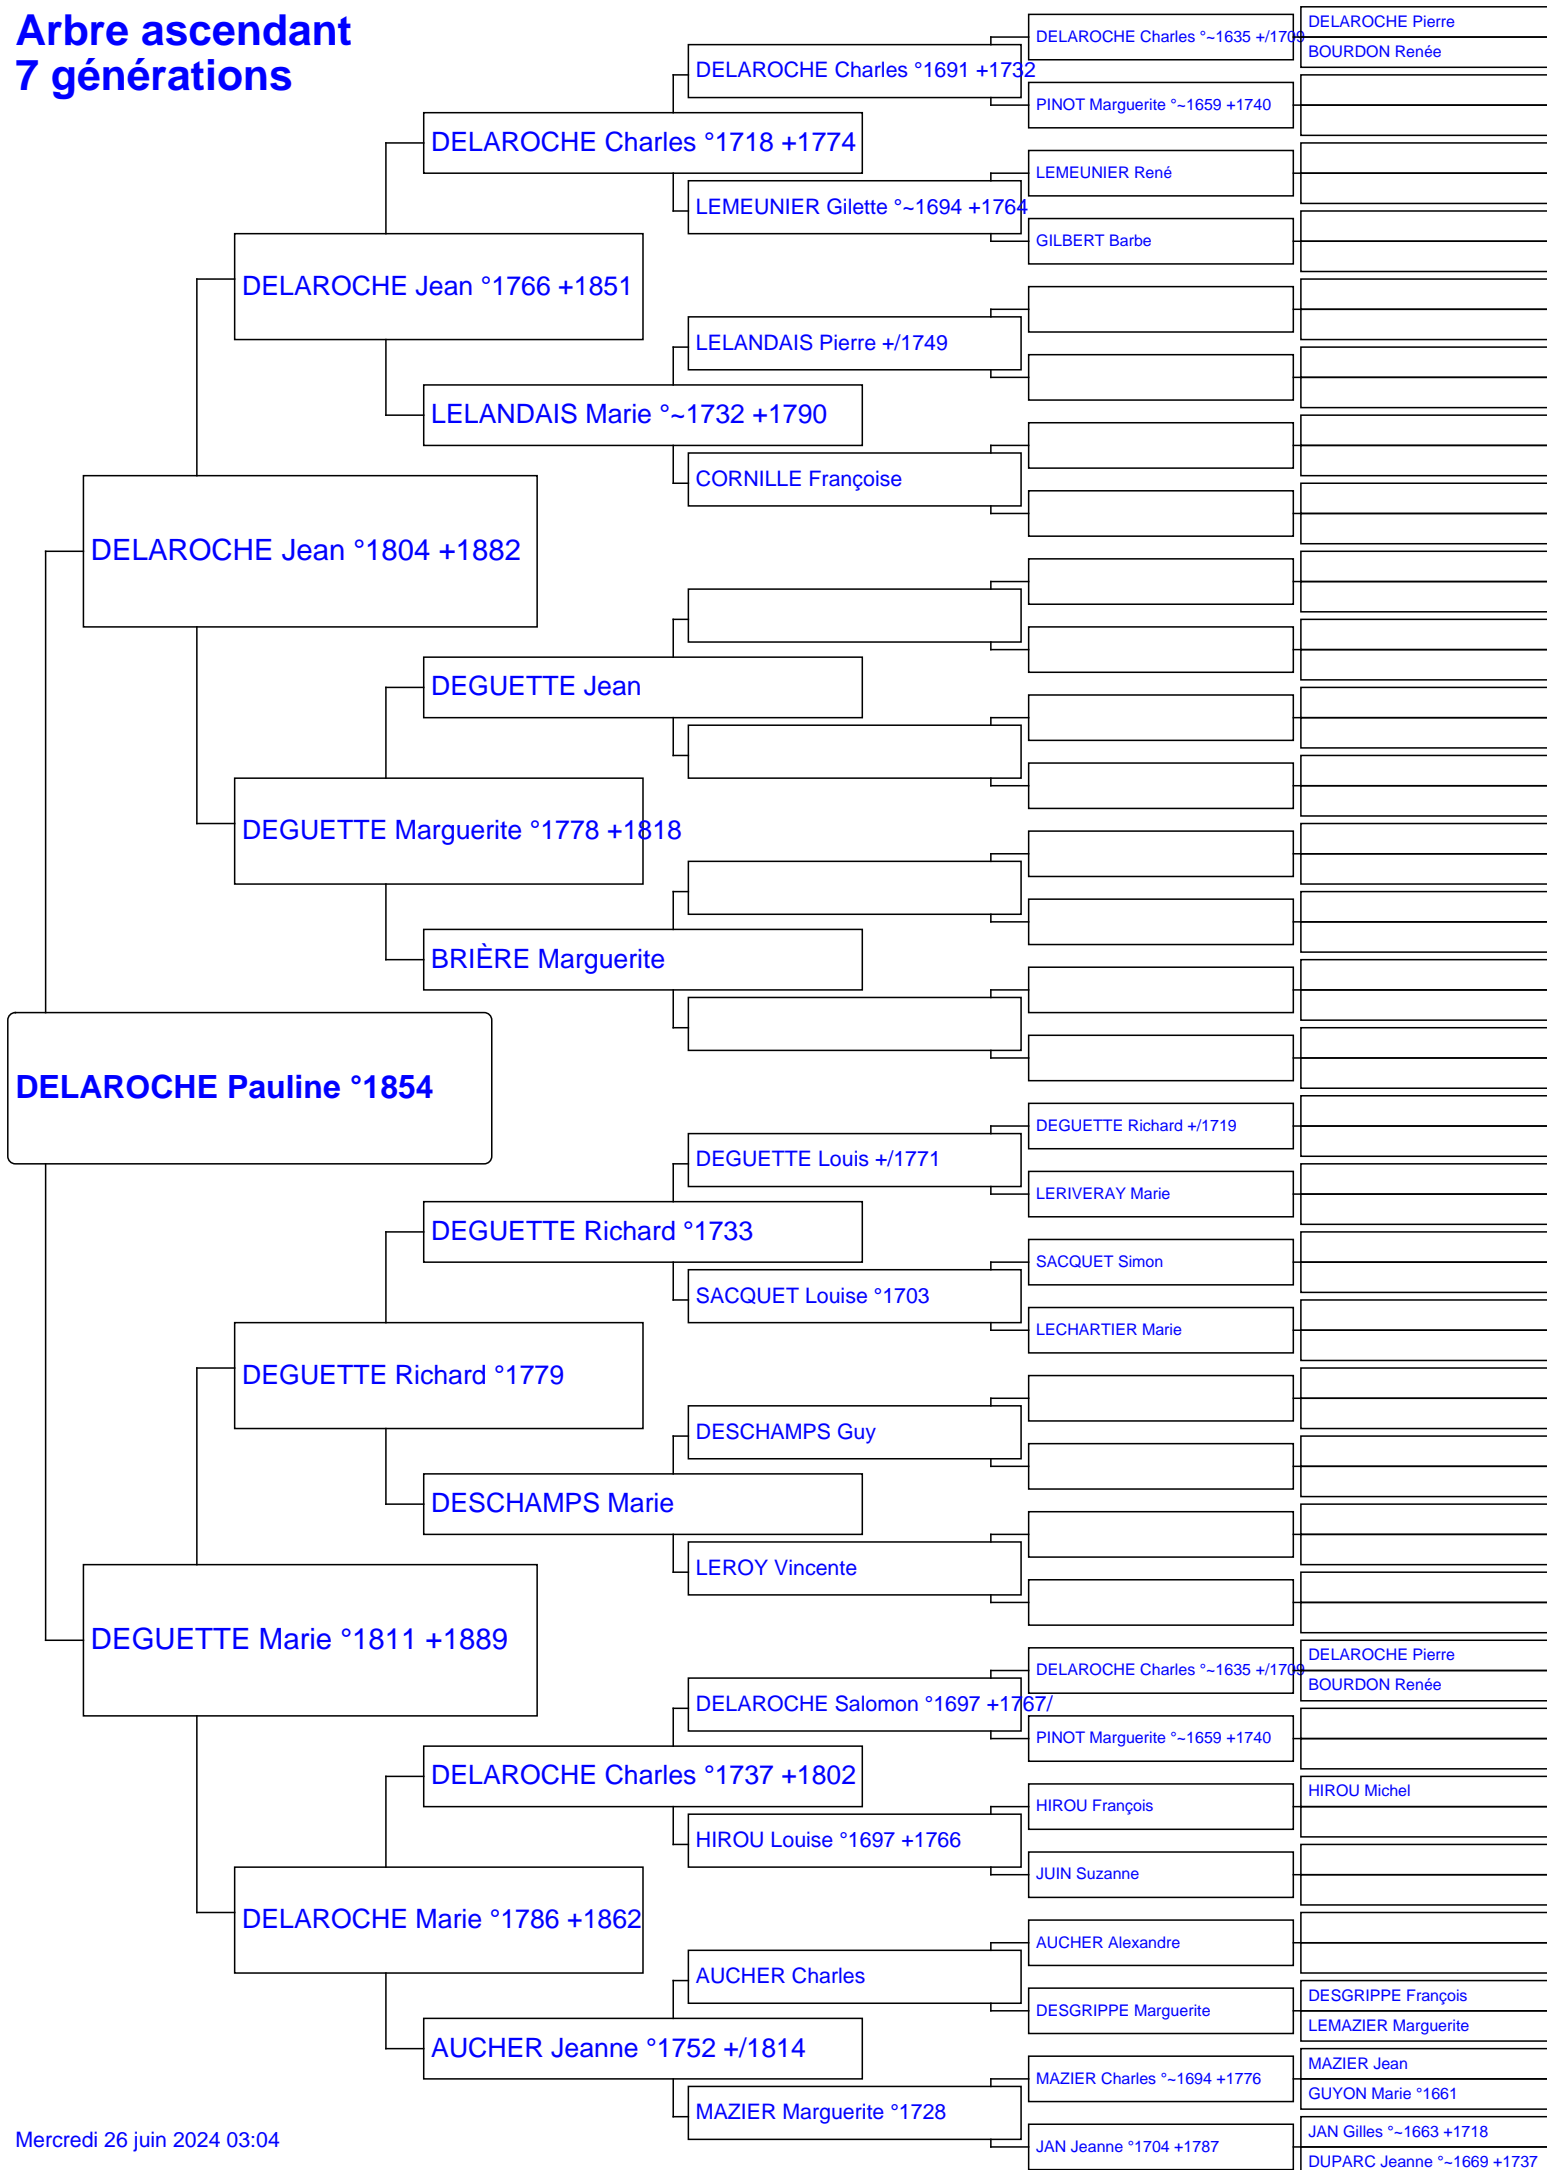 Arbre ascendant
7 générations
DELAROCHE Pierre
DELAROCHE Charles °~1635 +/1709
BOURDON Renée
DELAROCHE Charles °1691 +1732
PINOT Marguerite °~1659 +1740
DELAROCHE Charles °1718 +1774
LEMEUNIER René
LEMEUNIER Gilette °~1694 +1764
GILBERT Barbe
DELAROCHE Jean °1766 +1851
LELANDAIS Pierre +/1749
LELANDAIS Marie °~1732 +1790
CORNILLE Françoise
DELAROCHE Jean °1804 +1882
DEGUETTE Jean
DEGUETTE Marguerite °1778 +1818
BRIÈRE Marguerite
DELAROCHE Pauline °1854
DEGUETTE Richard +/1719
DEGUETTE Louis +/1771
LERIVERAY Marie
DEGUETTE Richard °1733
SACQUET Simon
SACQUET Louise °1703
LECHARTIER Marie
DEGUETTE Richard °1779
DESCHAMPS Guy
DESCHAMPS Marie
LEROY Vincente
DEGUETTE Marie °1811 +1889
DELAROCHE Pierre
DELAROCHE Charles °~1635 +/1709
BOURDON Renée
DELAROCHE Salomon °1697 +1767/
PINOT Marguerite °~1659 +1740
DELAROCHE Charles °1737 +1802
HIROU Michel
HIROU François
HIROU Louise °1697 +1766
JUIN Suzanne
DELAROCHE Marie °1786 +1862
AUCHER Alexandre
AUCHER Charles
DESGRIPPE François
DESGRIPPE Marguerite
LEMAZIER Marguerite
AUCHER Jeanne °1752 +/1814
MAZIER Jean
MAZIER Charles °~1694 +1776
GUYON Marie °1661
MAZIER Marguerite °1728
JAN Gilles °~1663 +1718
JAN Jeanne °1704 +1787
DUPARC Jeanne °~1669 +1737
Mercredi 26 juin 2024 03:04